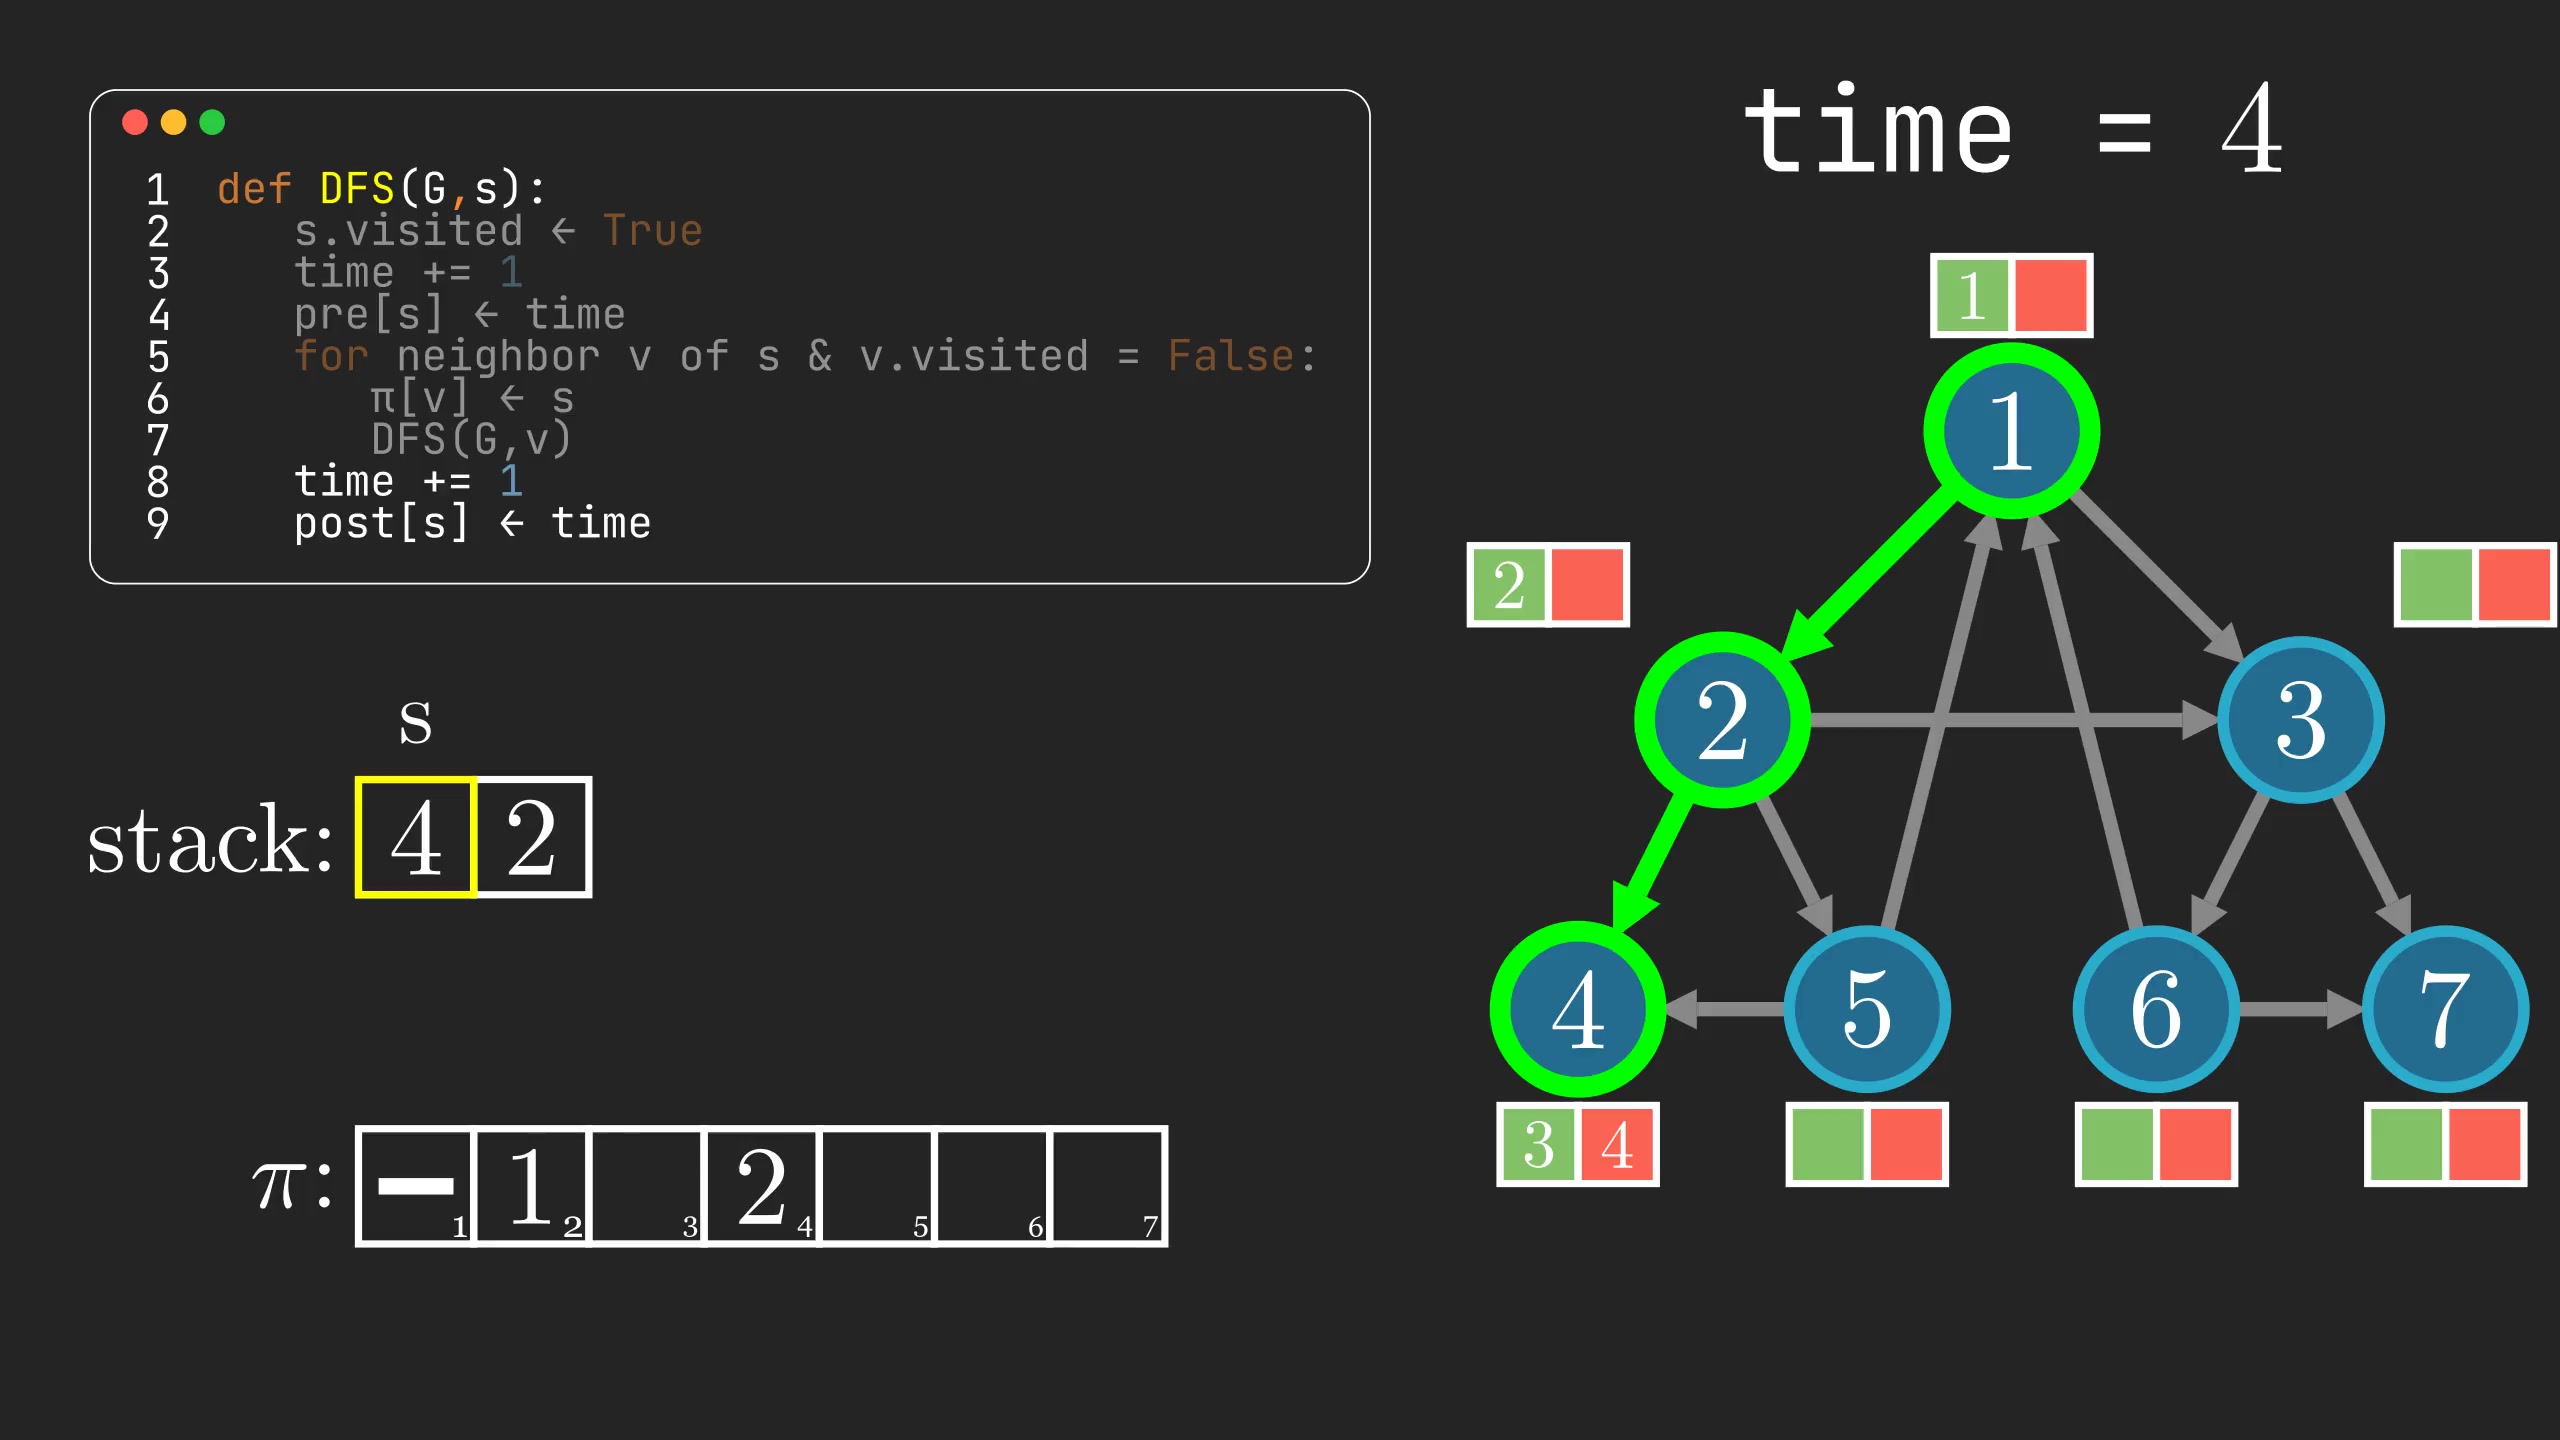 time = 4
1 def DFS(G,s):
2 s.visited ← True
3 time += 1
4 pre[s] ← time
5 for neighbor v of s & v.visited = False:
6 π[v] ← s
7 DFS(G,v)
8 time += 1
9 post[s] ← time
s
stack: 4 2
π: – 1 2
1 2 3 4 5 6 7
1
1
2
2 3
4 5 6 7
3 4